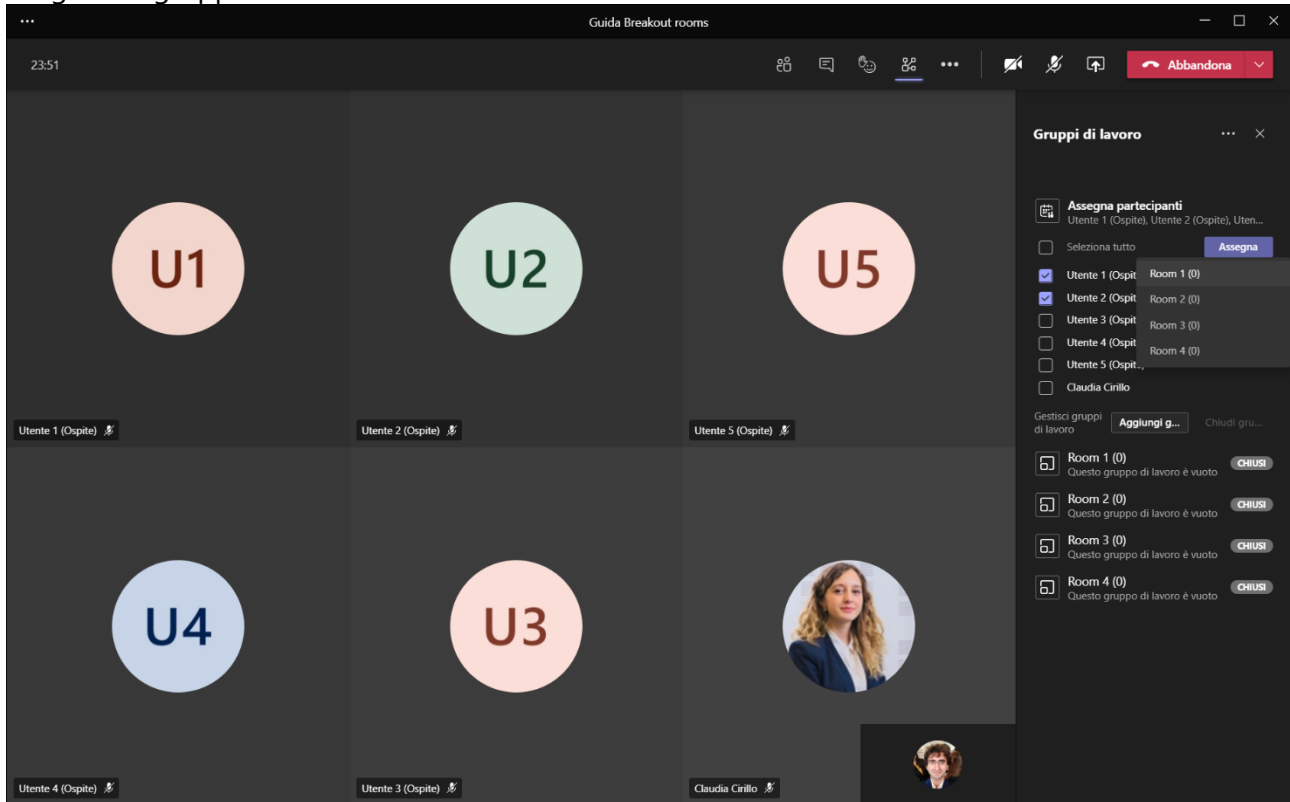 Guida Breakout rooms
23:51
Abbandona
Gruppi di lavoro
Assegna partecipanti
Utente 1 (Ospite), Utente 2 (Ospite), Uten...
Seleziona tutto
Assegna
Utente 1 (Ospit
Room 1 (0)
Utente 2 (Ospit
Room 2 (0)
Utente 3 (Ospit
Room 3 (0)
Utente 4 (Ospit
Room 4 (0)
Utente 5 (Ospit
Claudia Cirillo
Gestisci gruppi
di lavoro
Aggiungi g...
Chiudi gru...
Room 1 (0)
Questo gruppo di lavoro è vuoto
CHIUSI
Room 2 (0)
Questo gruppo di lavoro è vuoto
CHIUSI
Room 3 (0)
Questo gruppo di lavoro è vuoto
CHIUSI
Room 4 (0)
Questo gruppo di lavoro è vuoto
CHIUSI
U1
U2
U5
Utente 1 (Ospite)
Utente 2 (Ospite)
Utente 5 (Ospite)
U4
U3
Utente 4 (Ospite)
Utente 3 (Ospite)
Claudia Cirillo